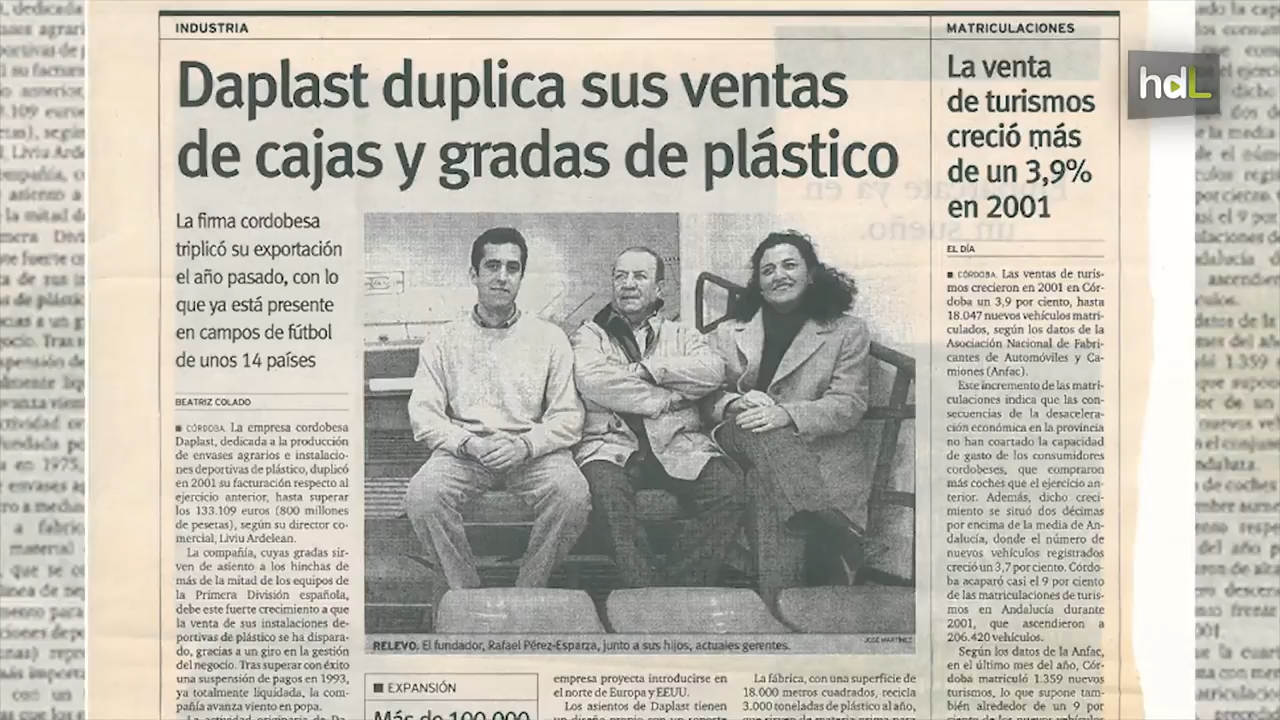 INDUSTRIA
Daplast duplica sus ventas
de cajas y gradas de plástico
La firma cordobesa
triplicó su exportación
el año pasado, con lo
que ya está presente
en campos de fútbol
de unos 14 países
BEATRIZ COLADO
■ CÓRDOBA. La empresa cordobesa
Daplast, dedicada a la producción
de envases agrarios e instalacio-
nes deportivas de plástico, duplicó
en 2001 su facturación respecto al
ejercicio anterior, hasta superar
los 133.109 euros (800 millones
de pesetas), según su director co-
mercial, Liviu Ardelean.
La compañía, cuyas gradas sir-
ven de asiento a los hinchas de
más de la mitad de los equipos de
la Primera División española,
debe este fuerte crecimiento a que
la venta de sus instalaciones de-
portivas de plástico se ha dispara-
do, gracias a un giro en la gestión
del negocio. Tras superar con éxito
una suspensión de pagos en 1993,
ya totalmente liquidada, la com-
pañía avanza viento en popa.
RELEVO. El fundador, Rafael Pérez-Esparza, junto a sus hijos, actuales gerentes.
JOSÉ MARTÍNEZ
■ EXPANSIÓN
Más de 100.000
empresa proyecta introducirse en
el norte de Europa y EEUU.
Los asientos de Daplast tienen
La fábrica, con una superficie de
18.000 metros cuadrados, recicla
3.000 toneladas de plástico al año,
MATRICULACIONES
La venta
de turismos
creció más
de un 3,9%
en 2001
EL DÍA
■ CÓRDOBA. Las ventas de turis-
mos crecieron en 2001 en Cór-
doba un 3,9 por ciento, hasta
18.047 nuevos vehículos matri-
culados, según los datos de la
Asociación Nacional de Fabri-
cantes de Automóviles y Ca-
miones (Anfac).
Este incremento de las matri-
culaciones indica que las con-
secuencias de la desacelera-
ción económica en la provincia
no han coartado la capacidad
de gasto de los consumidores
cordobeses, que compraron
más coches que el ejercicio an-
terior. Además, dicho creci-
miento se situó dos décimas
por encima de la media de An-
dalucía, donde el número de
nuevos vehículos registrados
creció un 3,7 por ciento. Córdo-
ba acaparó casi el 9 por ciento
de las matriculaciones de turis-
mos en Andalucía durante
2001, que ascendieron a
206.420 vehículos.
Según los datos de la Anfac,
en el último mes del año, Cór-
doba matriculó 1.359 nuevos
turismos, lo que supone tam-
bién alrededor de un 9 por
hdL